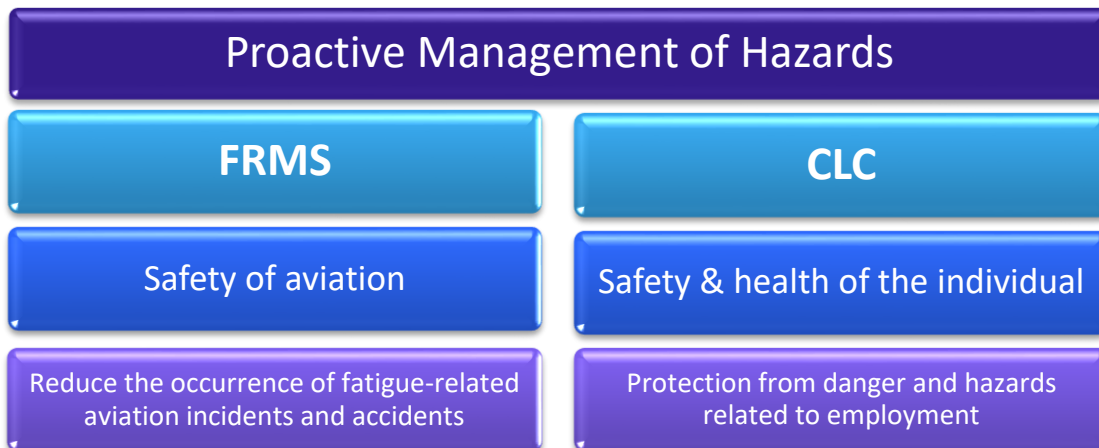 Proactive Management of Hazards
FRMS
CLC
Safety of aviation
Safety & health of the individual
Reduce the occurrence of fatigue-related
aviation incidents and accidents
Protection from danger and hazards
related to employment